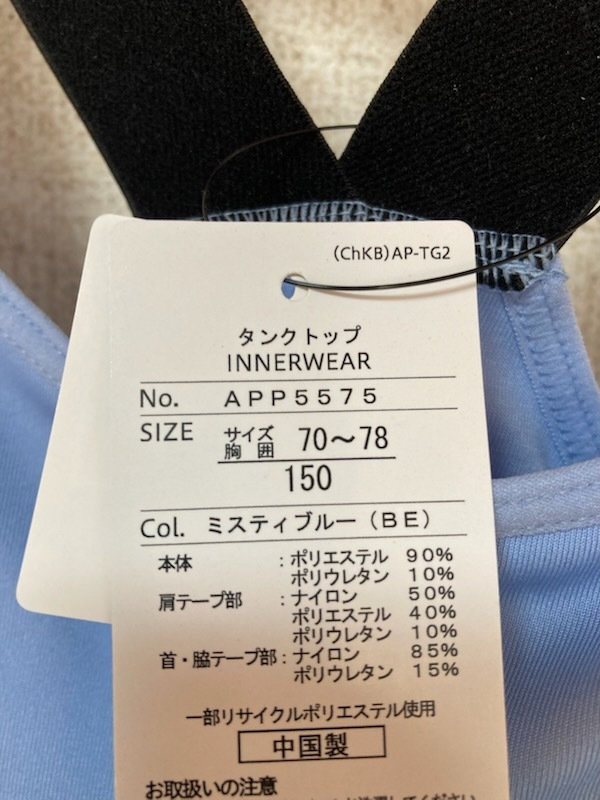 (ChKB)AP-TG2
タンクトップ
INNERWEAR
No. APP5575
SIZE サイズ 胸囲 70～78
150
Col. ミスティブルー（BE）
本体 : ポリエステル 90%
ポリウレタン 10%
肩テープ部 : ナイロン 50%
ポリエステル 40%
ポリウレタン 10%
首・脇テープ部 : ナイロン 85%
ポリウレタン 15%
一部リサイクルポリエステル使用
中国製
お取扱いの注意